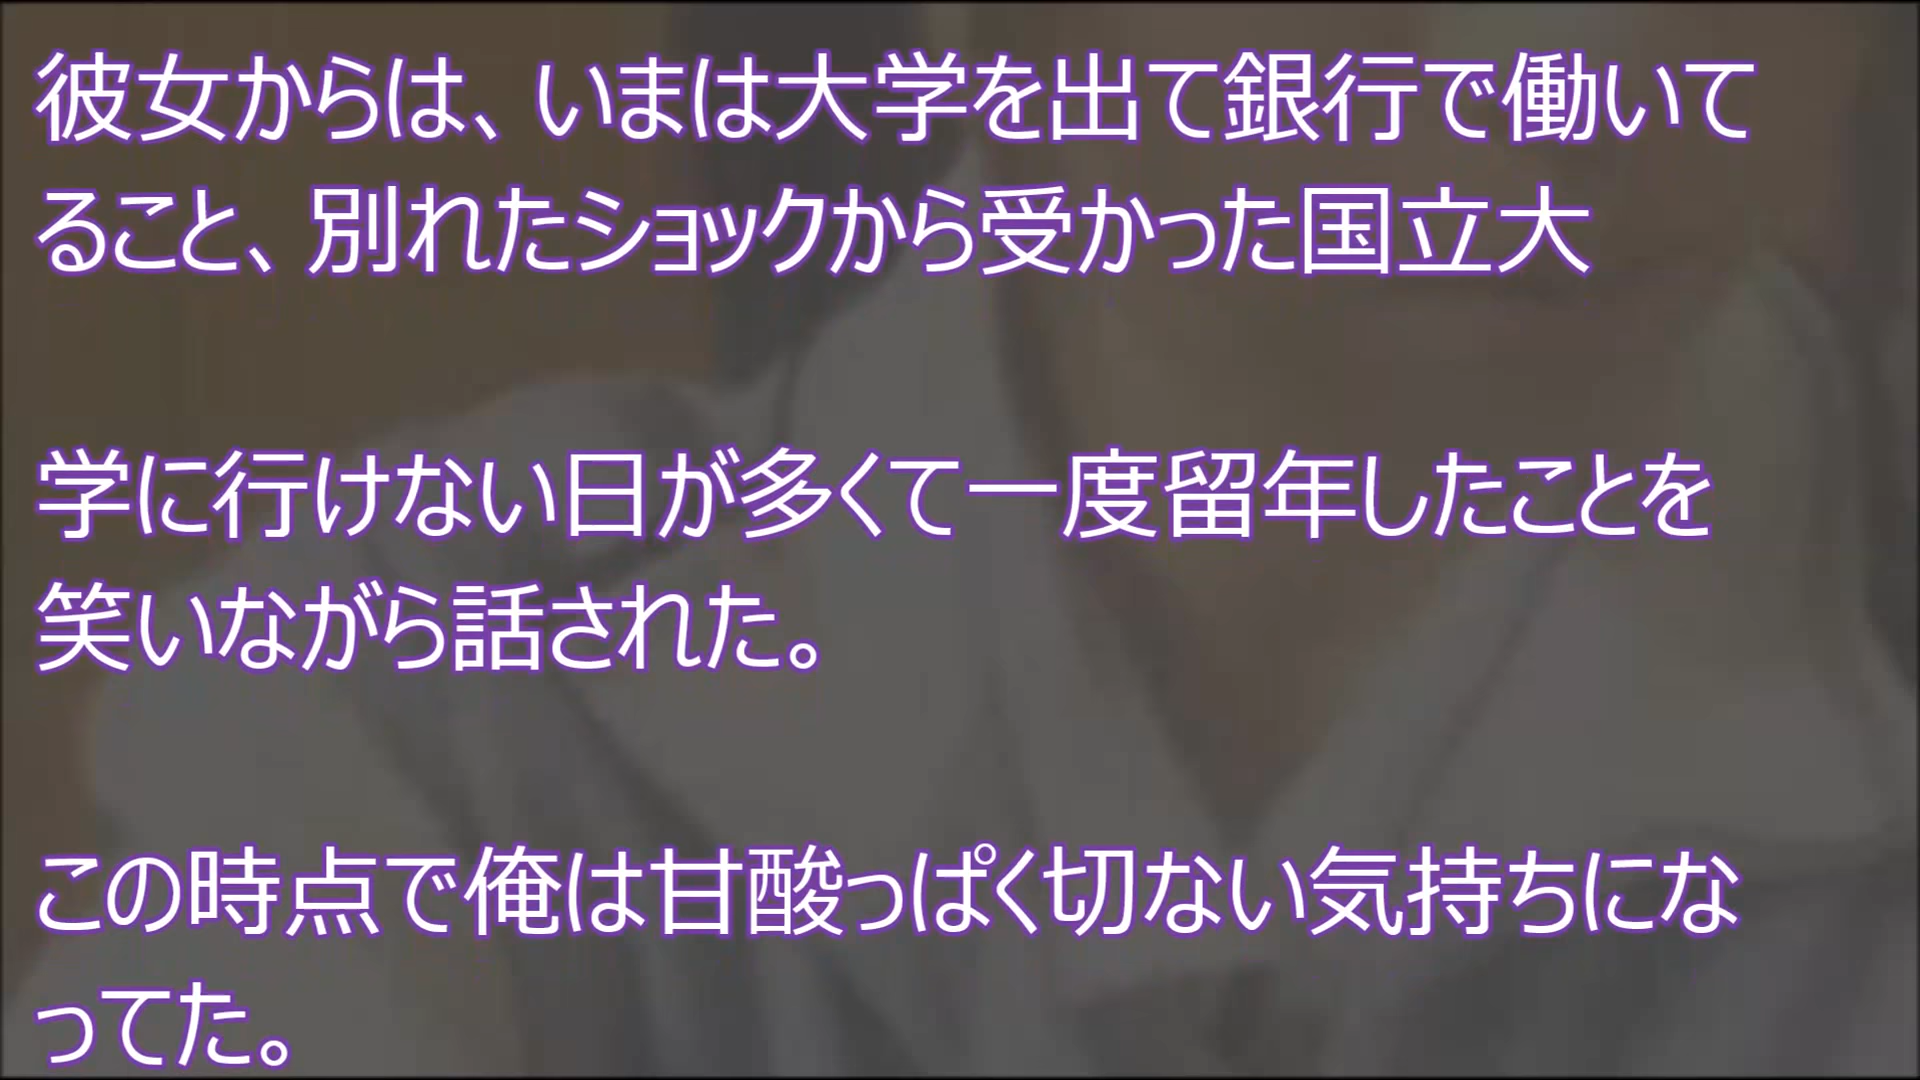 彼女からは、いまは大学を出て銀行で働いて
ること、別れたショックから受かった国立大
学に行けない日が多くて一度留年したことを
笑いながら話された。
この時点で俺は甘酸っぱく切ない気持ちにな
ってた。